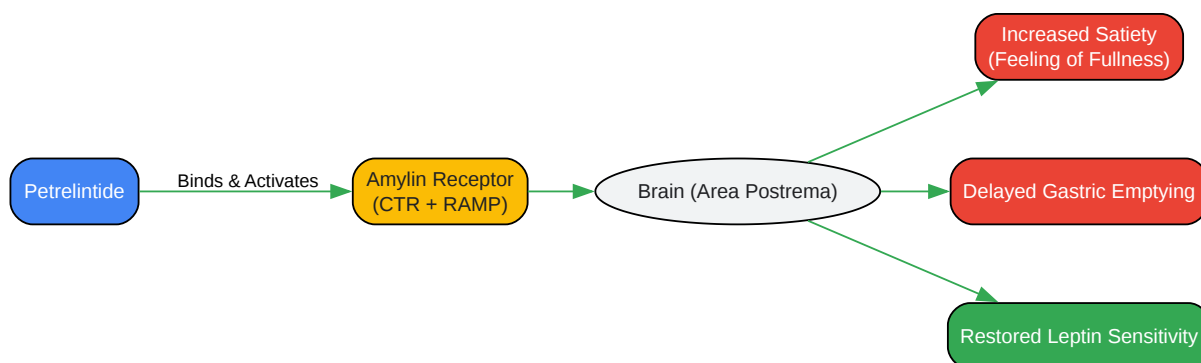 Increased Satiety
(Feeling of Fullness)
Petrelintide
Binds & Activates
Amylin Receptor
(CTR + RAMP)
Brain (Area Postrema)
Delayed Gastric Emptying
Restored Leptin Sensitivity